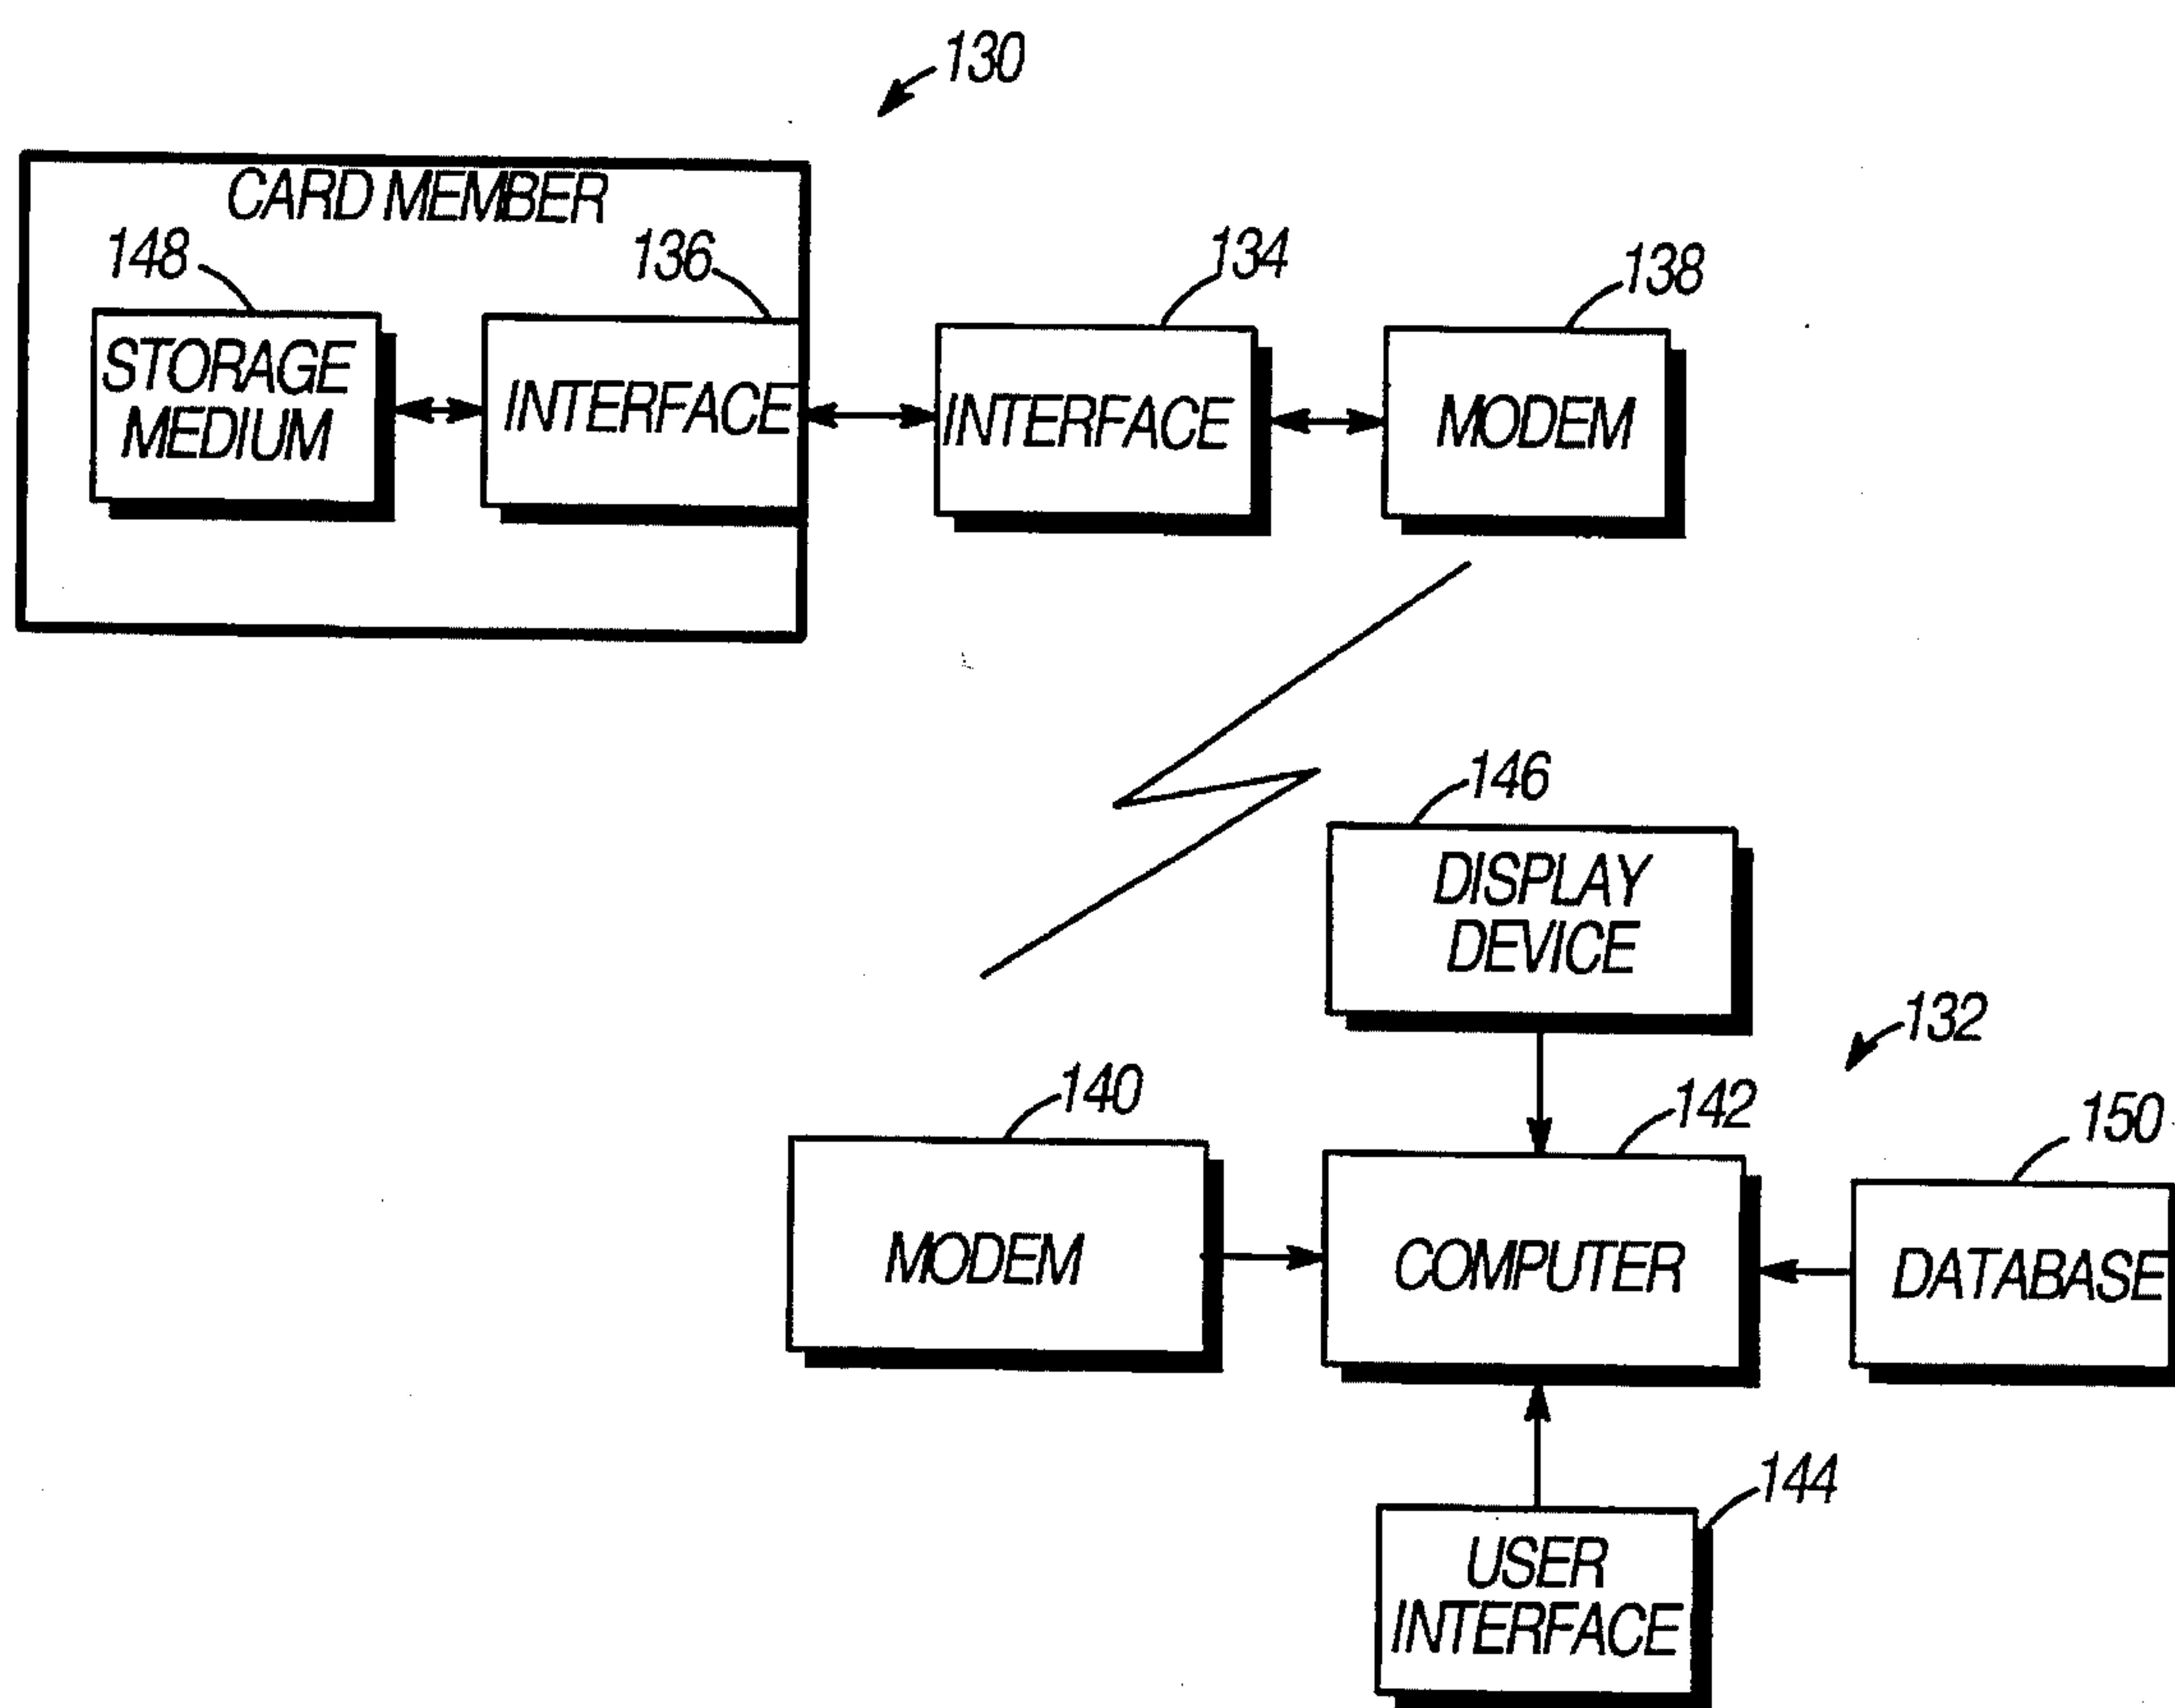 130
CARD MEMBER
148
136
134
138
STORAGE
MEDIUM
INTERFACE
INTERFACE
MODEM
146
DISPLAY
DEVICE
132
140
142
150
MODEM
COMPUTER
DATABASE
144
USER
INTERFACE